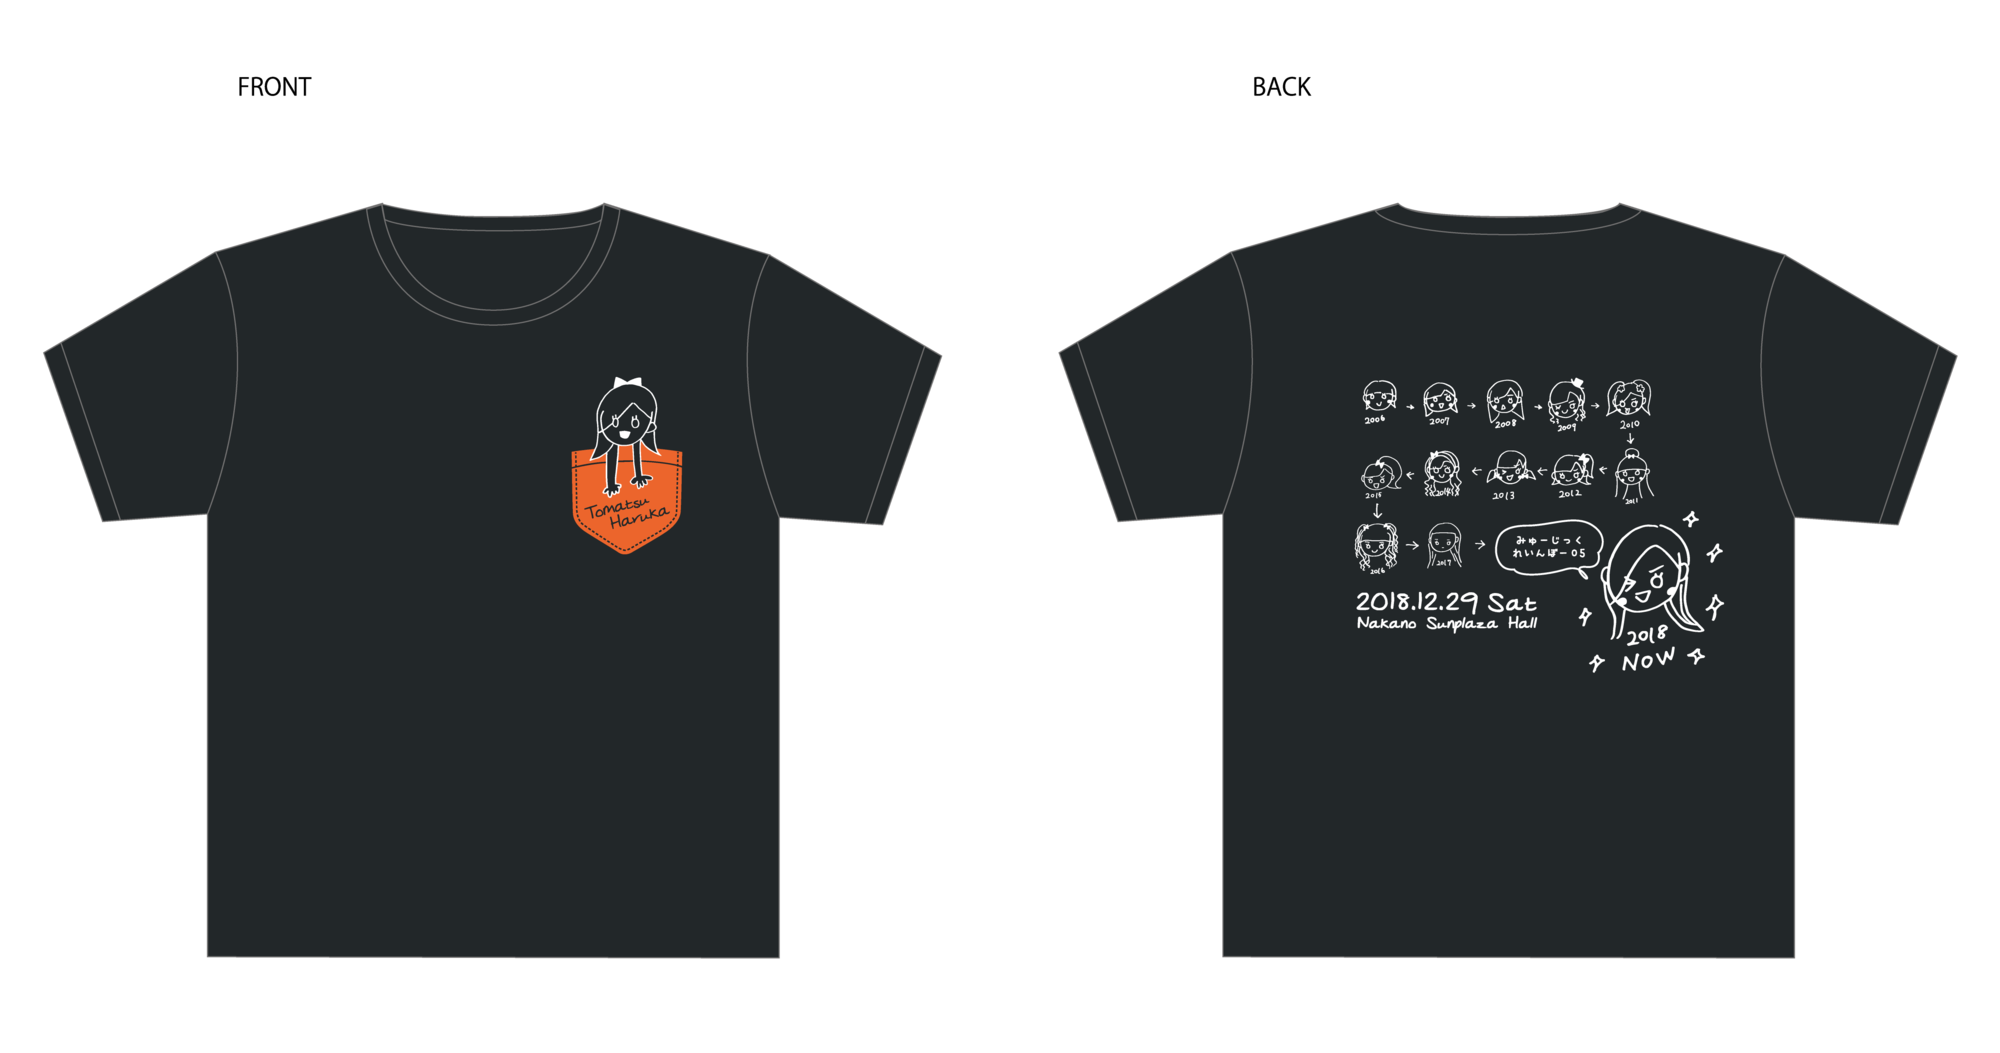 FRONT
BACK
Tomatsu
Haruka
2006
2007
2008
2009
2010
2011
2012
2013
2014
2015
2016
2017
みゅーじっく
れいんぼー05
2018.12.29 Sat
Nakano Sunplaza Hall
2018
NOW